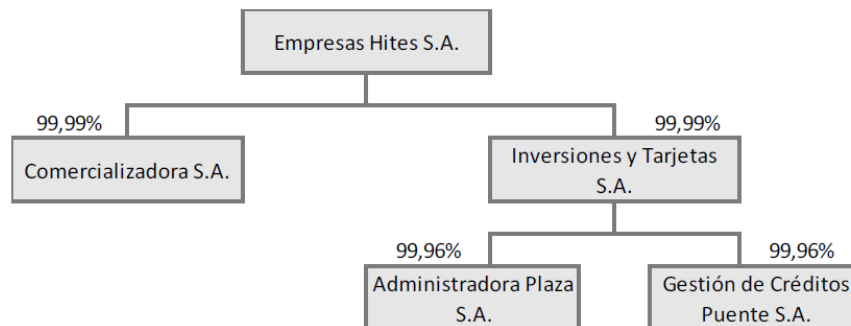 Empresas Hites S.A.
99,99%
99,99%
Comercializadora S.A.
Inversiones y Tarjetas
S.A.
99,96%
99,96%
Administradora Plaza
S.A.
Gestión de Créditos
Puente S.A.